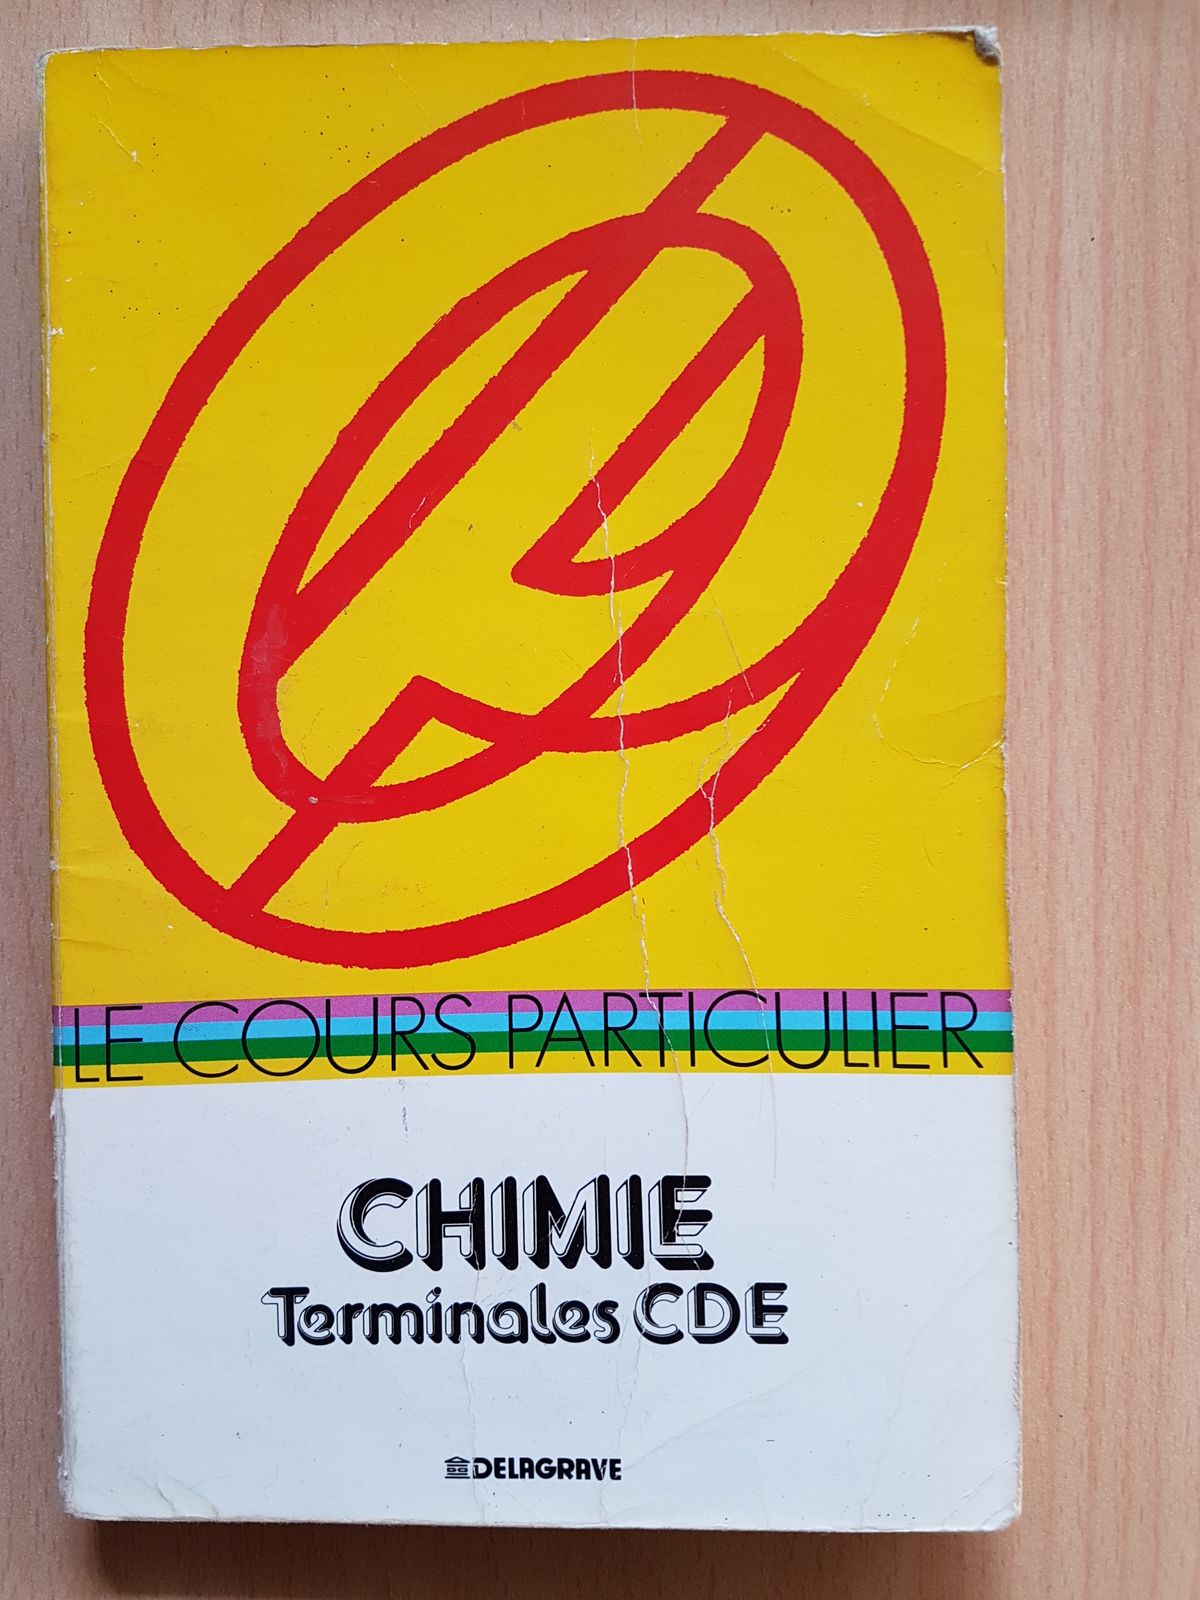 LE COURS PARTICULIER
CHIMIE
Terminales CDE
DELAGRAVE